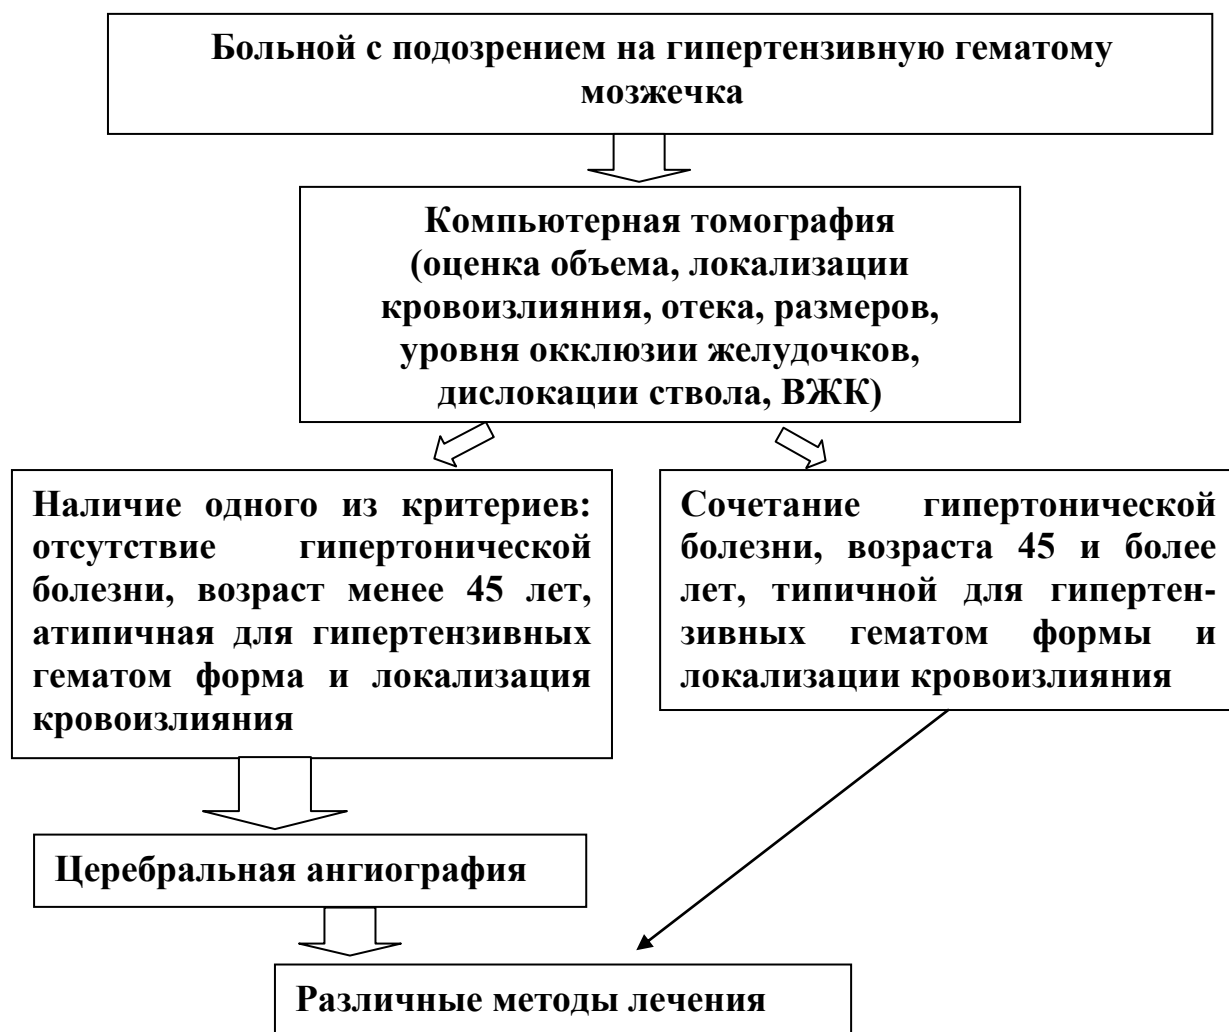 Больной с подозрением на гипертензивную гематому
мозжечка
Компьютерная томография
(оценка объема, локализации
кровоизлияния, отека, размеров,
уровня окклюзии желудочков,
дислокации ствола, ВЖК)
Наличие одного из критериев:
отсутствие гипертонической
болезни, возраст менее 45 лет,
атипичная для гипертензивных
гематом форма и локализация
кровоизлияния
Сочетание гипертонической
болезни, возраста 45 и более
лет, типичной для гипертен-
зивных гематом формы и
локализации кровоизлияния
Церебральная ангиография
Различные методы лечения